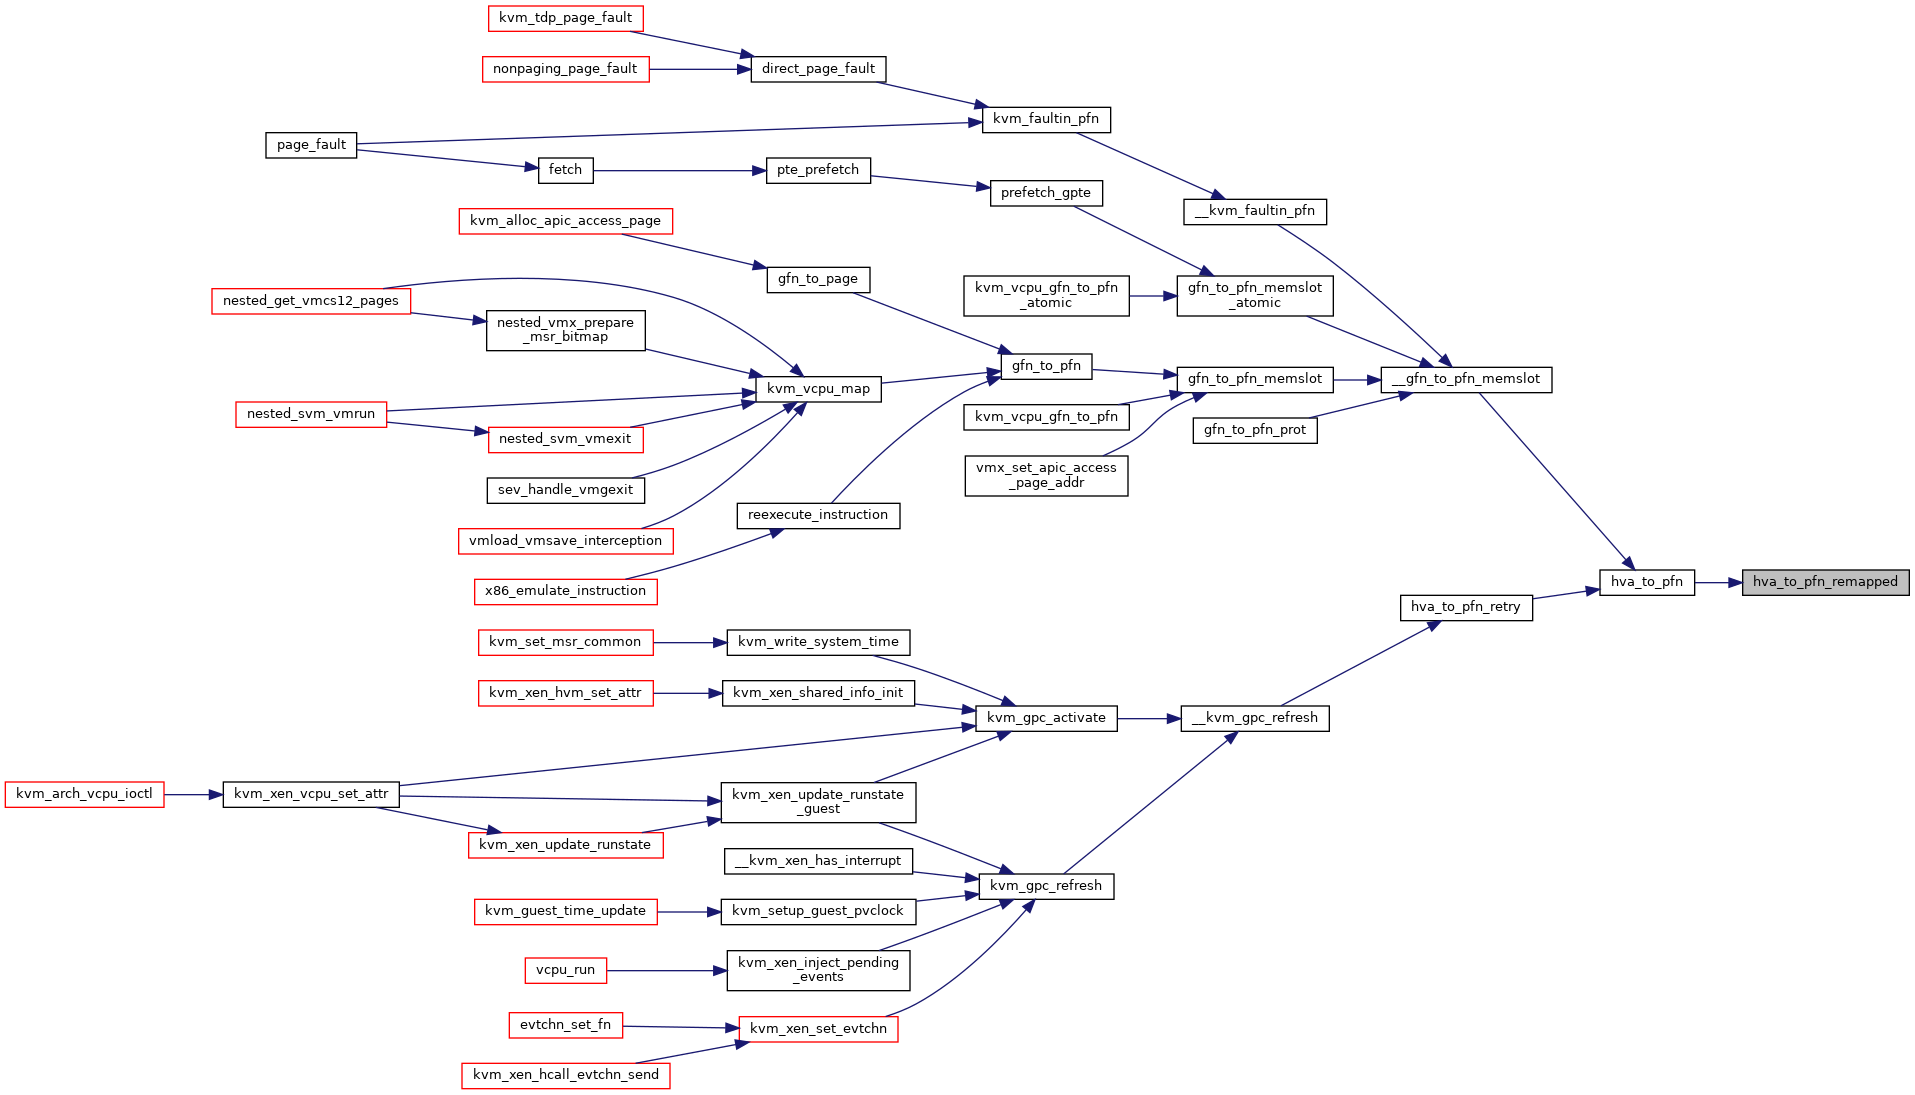 kvm_tdp_page_fault
nonpaging_page_fault
direct_page_fault
kvm_faultin_pfn
page_fault
fetch
pte_prefetch
prefetch_gpte
__kvm_faultin_pfn
kvm_alloc_apic_access_page
gfn_to_page
kvm_vcpu_gfn_to_pfn
_atomic
gfn_to_pfn_memslot
_atomic
nested_get_vmcs12_pages
nested_vmx_prepare
_msr_bitmap
gfn_to_pfn
gfn_to_pfn_memslot
__gfn_to_pfn_memslot
kvm_vcpu_map
nested_svm_vmrun
kvm_vcpu_gfn_to_pfn
gfn_to_pfn_prot
nested_svm_vmexit
vmx_set_apic_access
_page_addr
sev_handle_vmgexit
reexecute_instruction
vmload_vmsave_interception
x86_emulate_instruction
hva_to_pfn
hva_to_pfn_remapped
hva_to_pfn_retry
kvm_set_msr_common
kvm_write_system_time
kvm_xen_hvm_set_attr
kvm_xen_shared_info_init
kvm_gpc_activate
__kvm_gpc_refresh
kvm_arch_vcpu_ioctl
kvm_xen_vcpu_set_attr
kvm_xen_update_runstate
_guest
kvm_xen_update_runstate
__kvm_xen_has_interrupt
kvm_gpc_refresh
kvm_guest_time_update
kvm_setup_guest_pvclock
vcpu_run
kvm_xen_inject_pending
_events
evtchn_set_fn
kvm_xen_set_evtchn
kvm_xen_hcall_evtchn_send